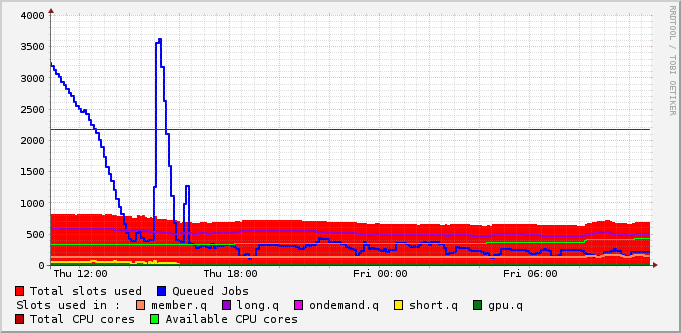 RRDTOOL / TOBI OETIKER
4000
3500
3000
2500
2000
1500
1000
500
0
Thu 12:00 Thu 18:00 Fri 00:00 Fri 06:00
Total slots used Queued Jobs
Slots used in : member.q long.q ondemand.q short.q gpu.q
Total CPU cores Available CPU cores